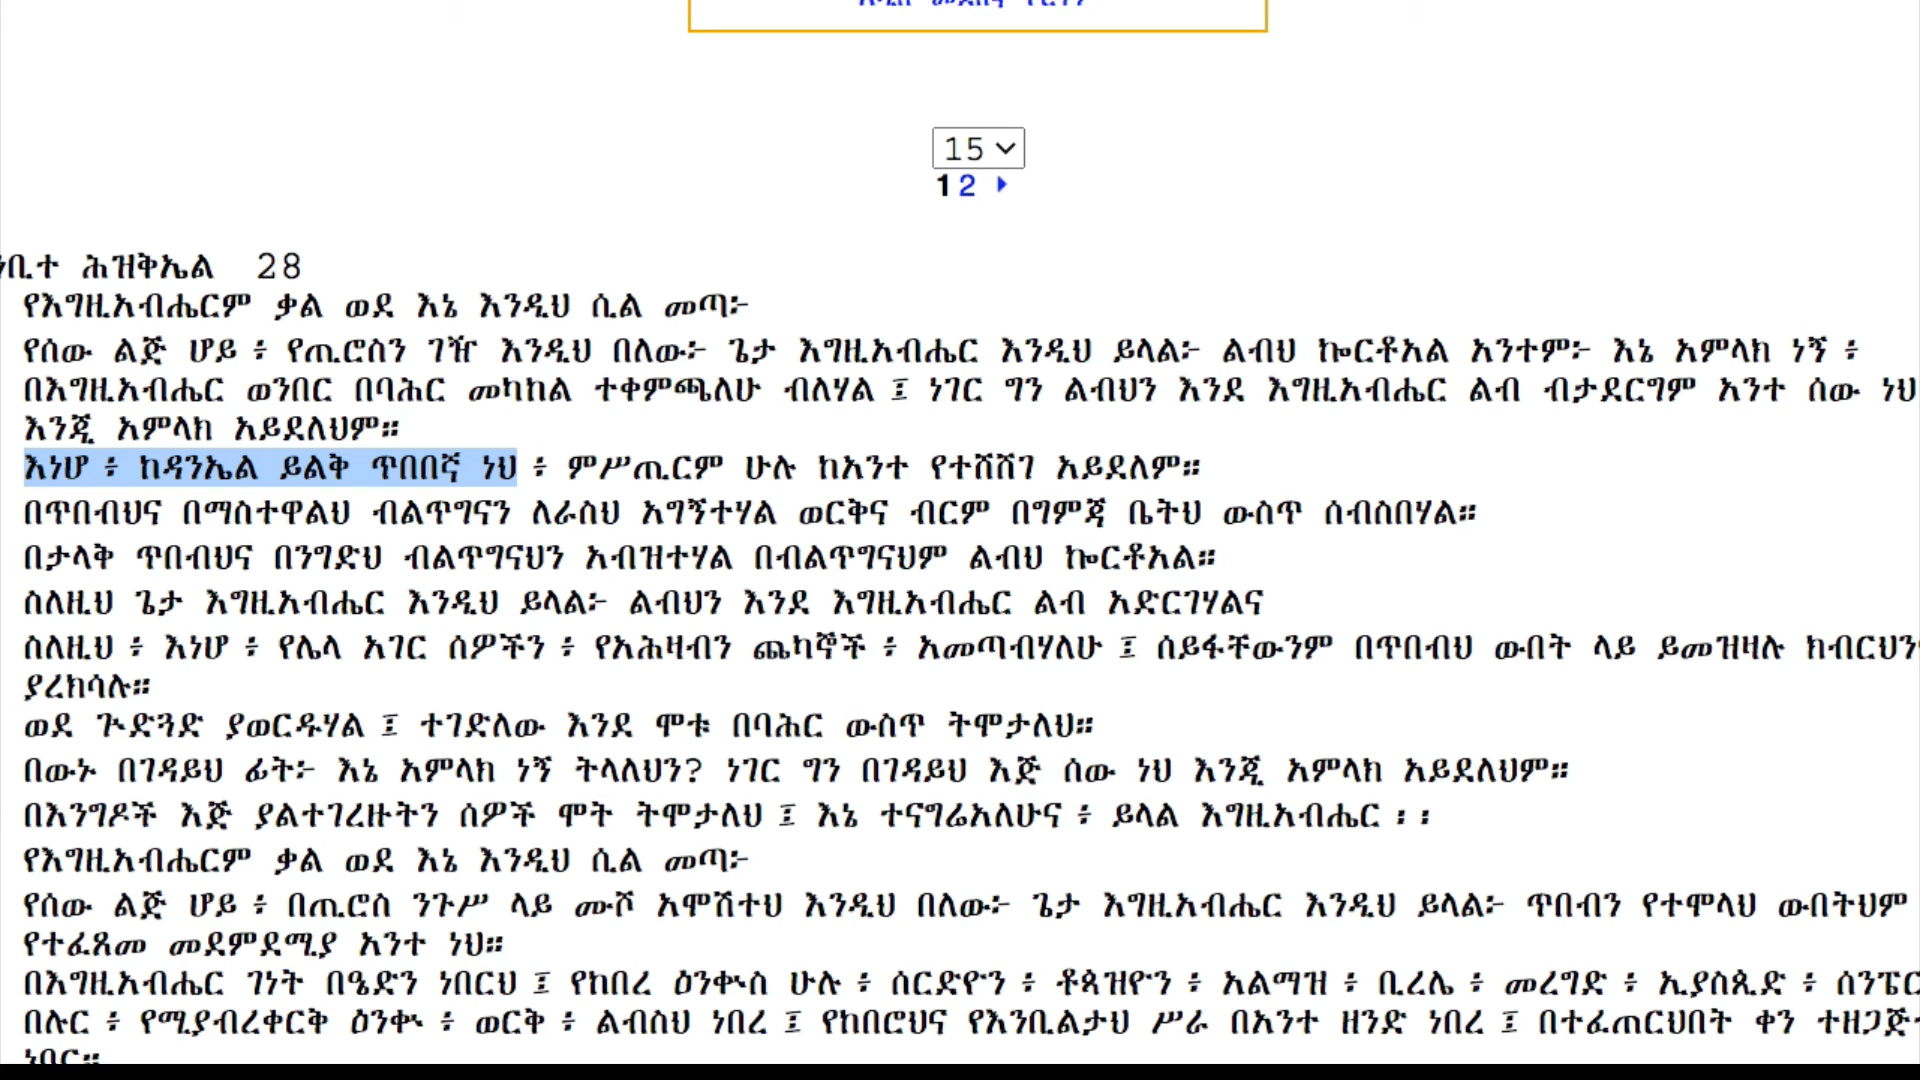 15
1 2
ሕዝቅኤል 28
የእግዚአብሔርም ቃል ወደ እኔ እንዲህ ሲል መጣ፦
የሰው ልጅ ሆይ ፥ የጢሮስን ገዥ እንዲህ በለው፦ ጌታ እግዚአብሔር እንዲህ ይላል፦ ልብህ ኰርቶአል አንተም፦ እኔ አምላክ ነኝ ፥
በእግዚአብሔር ወንበር በባሕር መካከል ተቀምጫለሁ ብለሃል ፤ ነገር ግን ልብህን እንደ እግዚአብሔር ልብ ብታደርግም አንተ ሰው ነህ
እንጂ አምላክ አይደለህም።
እነሆ ፥ ከዳንኤል ይልቅ ጥበበኛ ነህ ፥ ምሥጢርም ሁሉ ከአንተ የተሸሸገ አይደለም።
በጥበብህና በማስተዋልህ ብልጥግናን ለራስህ አግኝተሃል ወርቅና ብርም በግምጃ ቤትህ ውስጥ ሰብስበሃል።
በታላቅ ጥበብህና በንግድህ ብልጥግናህን አብዝተሃል በብልጥግናህም ልብህ ኰርቶአል።
ስለዚህ ጌታ እግዚአብሔር እንዲህ ይላል፦ ልብህን እንደ እግዚአብሔር ልብ አድርገሃልና
ስለዚህ ፥ እነሆ ፥ የሌላ አገር ሰዎችን ፥ የአሕዛብን ጨካኞች ፥ አመጣብሃለሁ ፤ ሰይፋቸውንም በጥበብህ ውበት ላይ ይመዝዛሉ
ያረክሳሉ።
ወደ ጕድጓድ ያወርዱሃል ፤ ተገድለው እንደ ሞቱ በባሕር ውስጥ ትሞታለህ።
በውኑ በገዳይህ ፊት፦ እኔ አምላክ ነኝ ትላለህን? ነገር ግን በገዳይህ እጅ ሰው ነህ እንጂ አምላክ አይደለህም።
በእንግዶች እጅ ያልተገረዙትን ሰዎች ሞት ትሞታለህ ፤ እኔ ተናግሬአለሁና ፥ ይላል እግዚአብሔር ፡ ፡
የእግዚአብሔርም ቃል ወደ እኔ እንዲህ ሲል መጣ፦
የሰው ልጅ ሆይ ፥ በጢሮስ ንጉሥ ላይ ሙሾ አሞሽተህ እንዲህ በለው፦ ጌታ እግዚአብሔር እንዲህ ይላል፦ ጥበብን የተሞላህ ውበትህም
የተፈጸመ መደምደሚያ አንተ ነህ።
በእግዚአብሔር ገነት በዔድን ነበርህ ፤ የከበረ ዕንቍስ ሁሉ ፥ ሰርድዮን ፥ ቶጳዝዮን ፥ አልማዝ ፥ ቢረሌ ፥ መረግድ ፥ ኢያስጲድ ፥
በሉር ፥ የሚያብረቀርቅ ዕንቍ ፥ ወርቅ ፥ ልብስህ ነበረ ፤ የከበሮህና የእንቢልታህ ሥራ በአንተ ዘንድ ነበረ ፤ በተፈጠርህበት ቀን